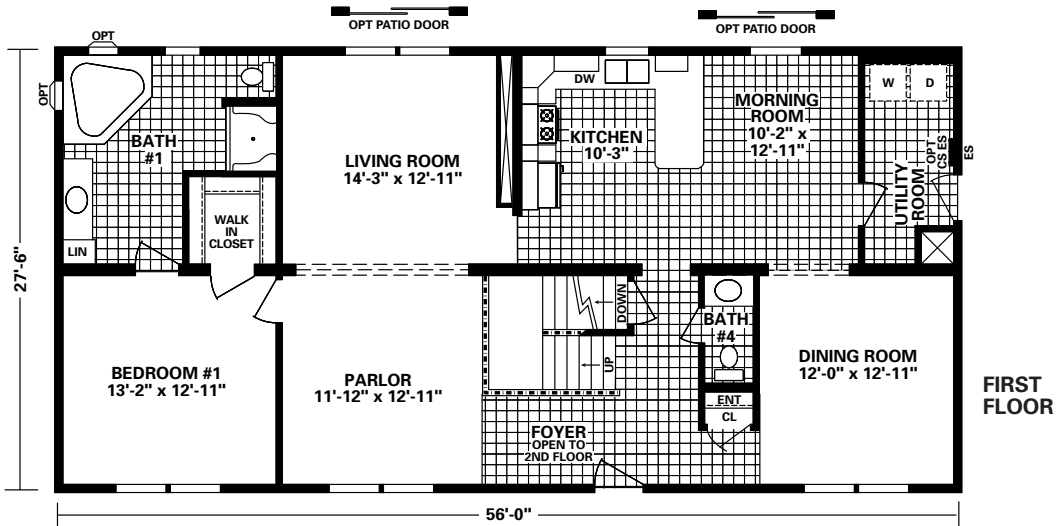 OPT
OPT PATIO DOOR
OPT PATIO DOOR
OPT
BATH
#1
LIN
WALK
IN
CLOSET
LIVING ROOM
14'-3" x 12'-11"
DW
KITCHEN
10'-3"
MORNING
ROOM
10'-2" x
12'-11"
W
D
OPT
CS ES
ES
UTILITY
ROOM
27'-6"
BEDROOM #1
13'-2" x 12'-11"
PARLOR
11'-12" x 12'-11"
DOWN
UP
BATH
#4
ENT
CL
FOYER
OPEN TO
2ND FLOOR
DINING ROOM
12'-0" x 12'-11"
FIRST
FLOOR
56'-0"